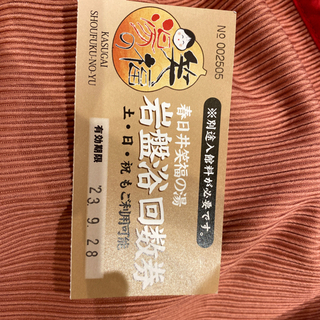 No 002505
笑福の湯
KASUGAI
SHOUFUKU-NO-YU
※別途入館料が必要です。
春日井笑福の湯
岩盤浴 回数券
土・日・祝 もご利用可能
有効期限
'23.9.28